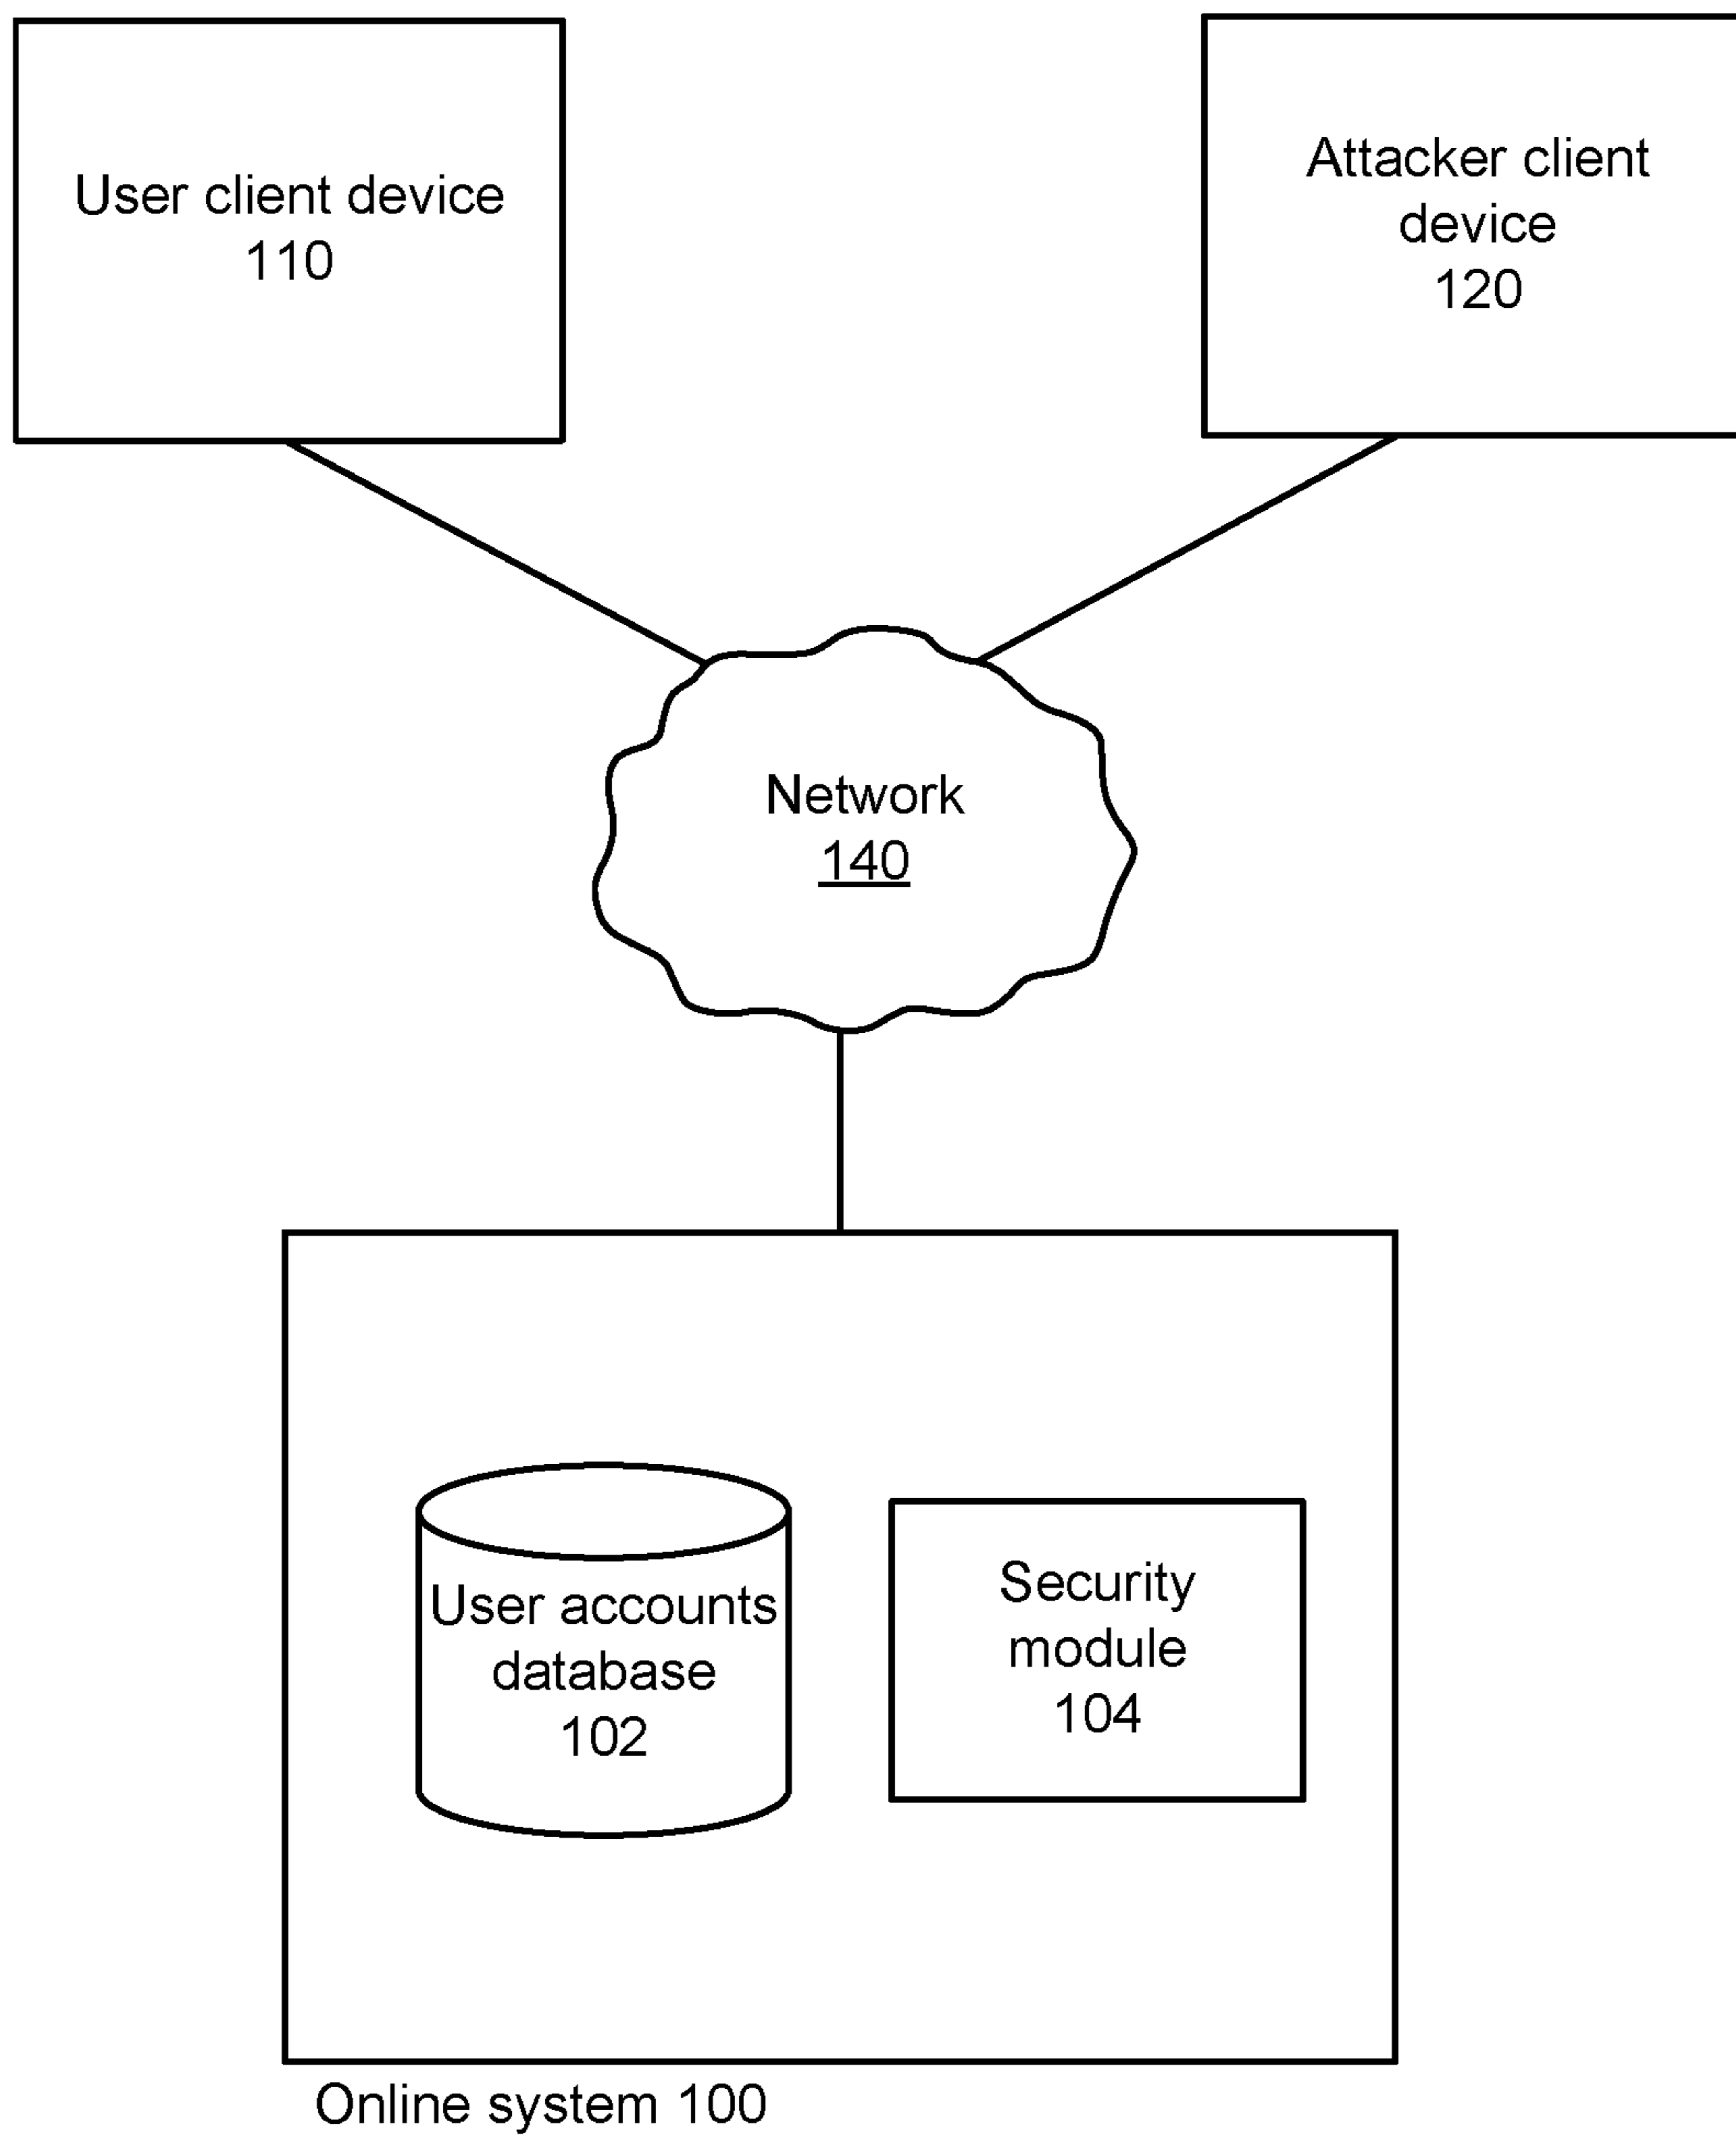 User client device
110
Attacker client
device
120
Network
140
User accounts
database
102
Security
module
104
Online system 100